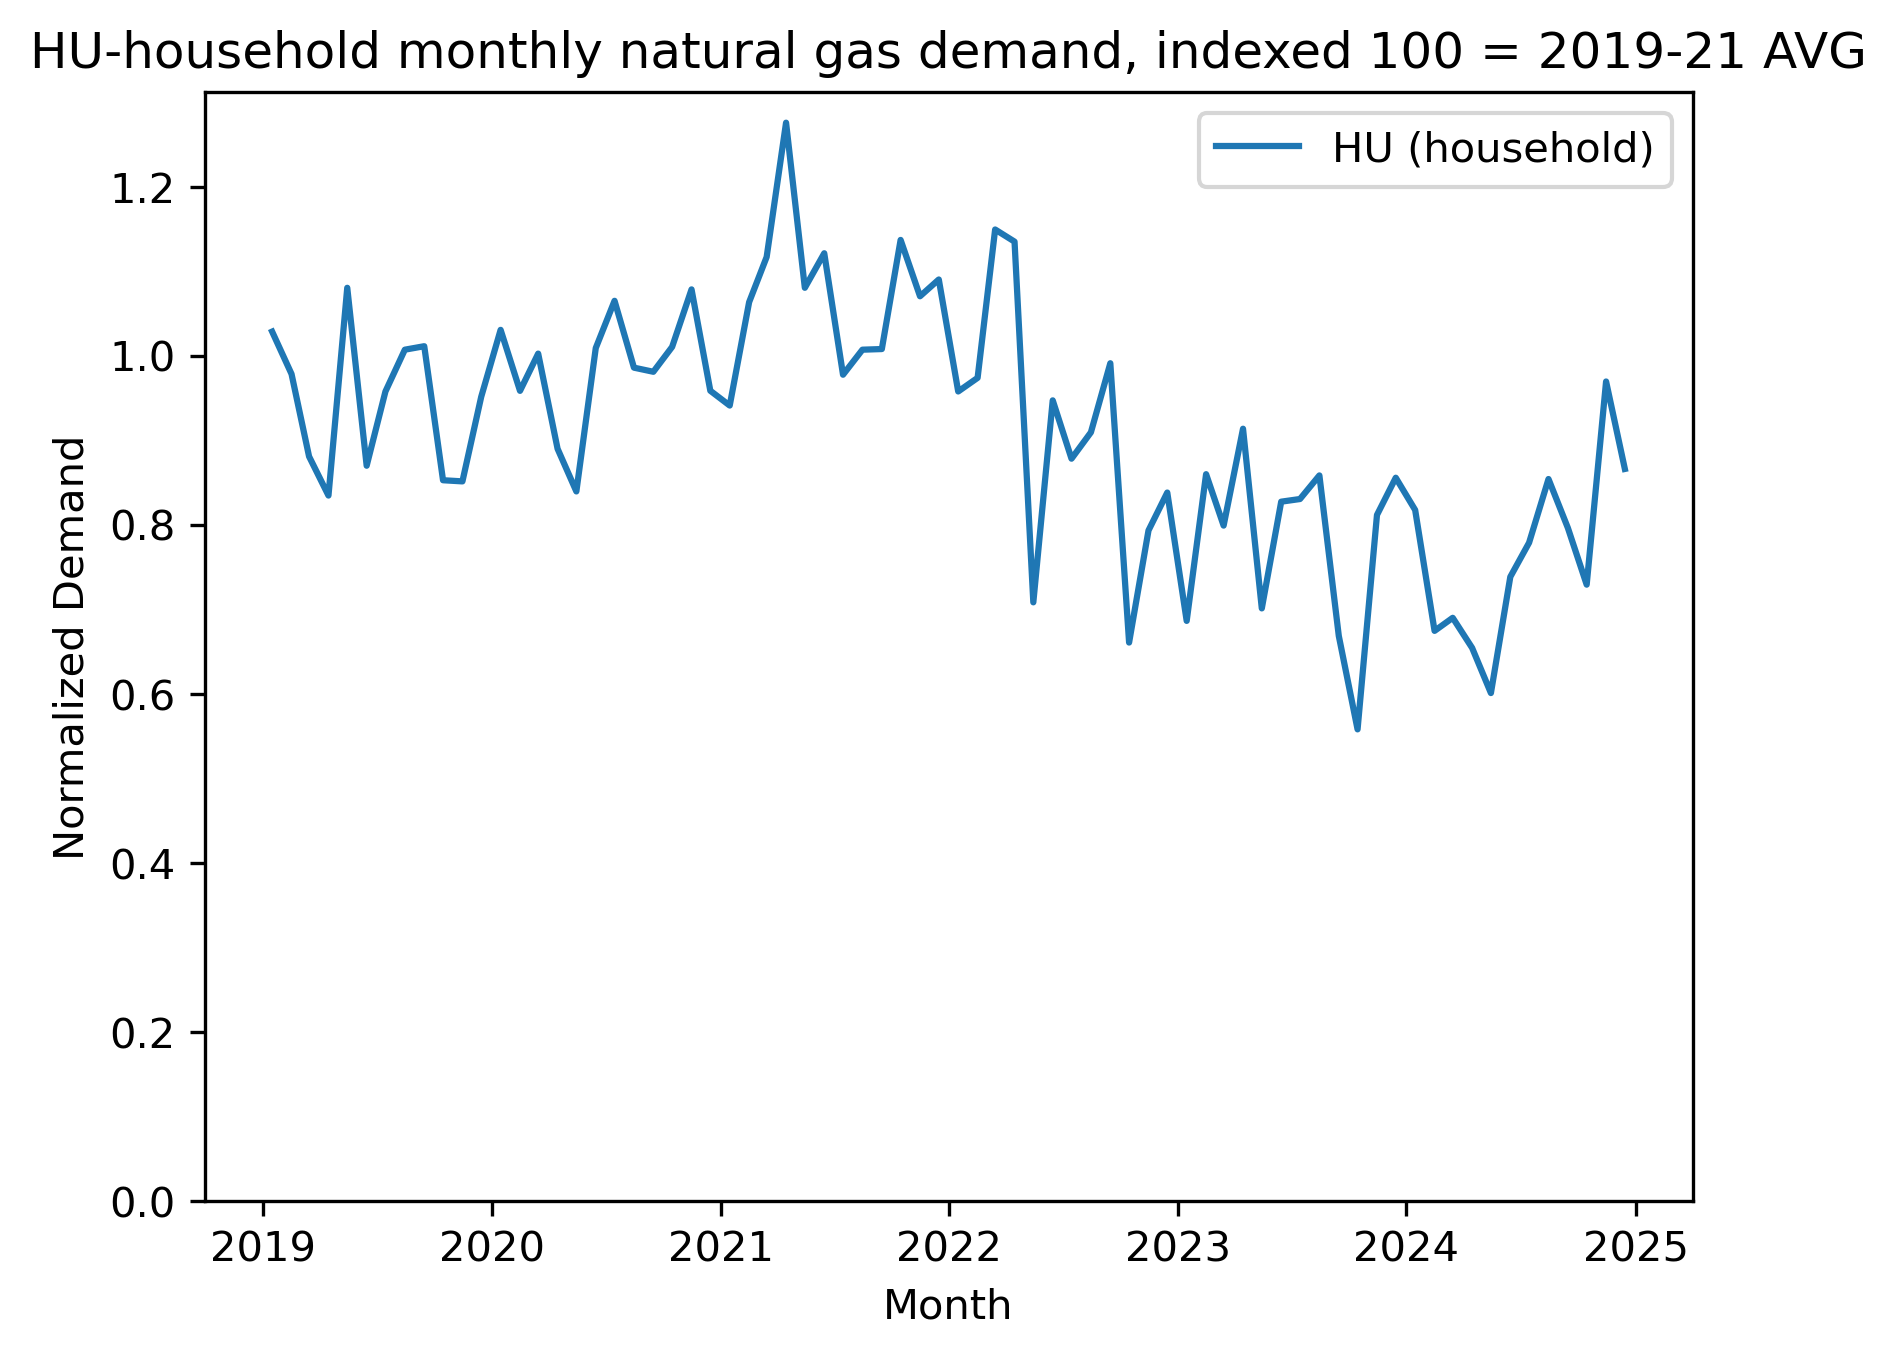 HU-household monthly natural gas demand, indexed 100 = 2019-21 AVG
HU (household)
Normalized Demand
1.2
1.0
0.8
0.6
0.4
0.2
0.0
2019 2020 2021 2022 2023 2024 2025
Month